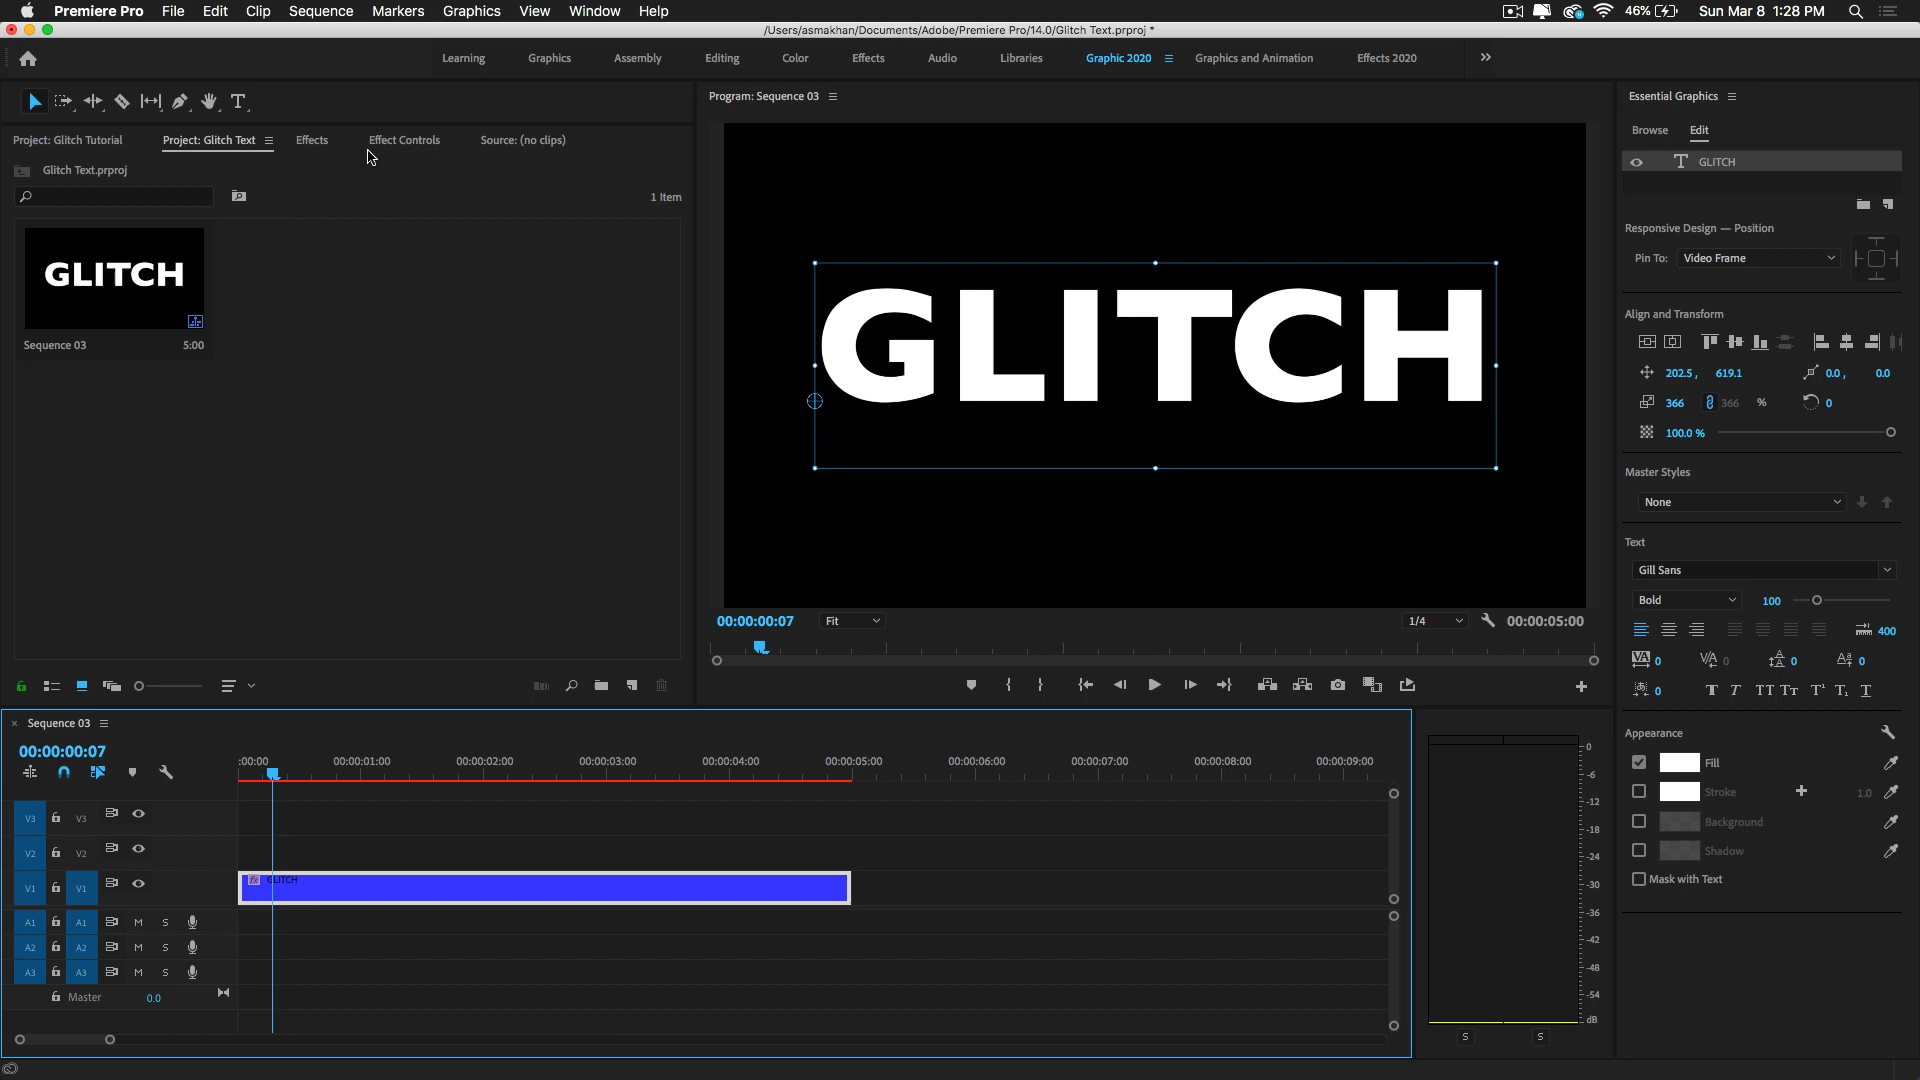 Premiere Pro File Edit Clip Sequence Markers Graphics View Window Help 46% Sun Mar 8 1:28 PM
/Users/asmakhan/Documents/Adobe/Premiere Pro/14.0/Glitch Text.prproj *
Learning Graphics Assembly Editing Color Effects Audio Libraries Graphic 2020 Graphics and Animation Effects 2020
Program: Sequence 03
Essential Graphics
Project: Glitch Tutorial Project: Glitch Text Effects Effect Controls Source: (no clips)
Browse Edit
Glitch Text.prproj
T GLITCH
1 Item
GLITCH
Sequence 03 5:00
GLITCH
Responsive Design — Position
Pin To: Video Frame
Align and Transform
202.5 , 619.1 0.0 , 0.0
366 366 % 0
100.0 %
Master Styles
None
Text
Gill Sans
Bold 100
400
0 0 0 0
0
00:00:00:07 Fit 1/4 00:00:05:00
Sequence 03
00:00:00:07
:00:00 00:00:01:00 00:00:02:00 00:00:03:00 00:00:04:00 00:00:05:00 00:00:06:00 00:00:07:00 00:00:08:00 00:00:09:00
V3 V3
V2 V2
V1 V1 fx GLITCH
A1 A1 M S
A2 A2 M S
A3 A3 M S
Master 0.0
0
-6
-12
-18
-24
-30
-36
-42
-48
-54
dB
S S
Appearance
Fill
Stroke 1.0
Background
Shadow
Mask with Text